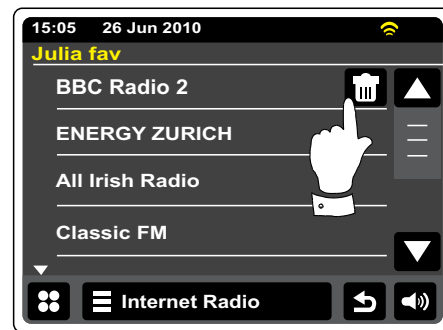 15:05 26 Jun 2010
Julia fav
BBC Radio 2
ENERGY ZURICH
All Irish Radio
Classic FM
Internet Radio